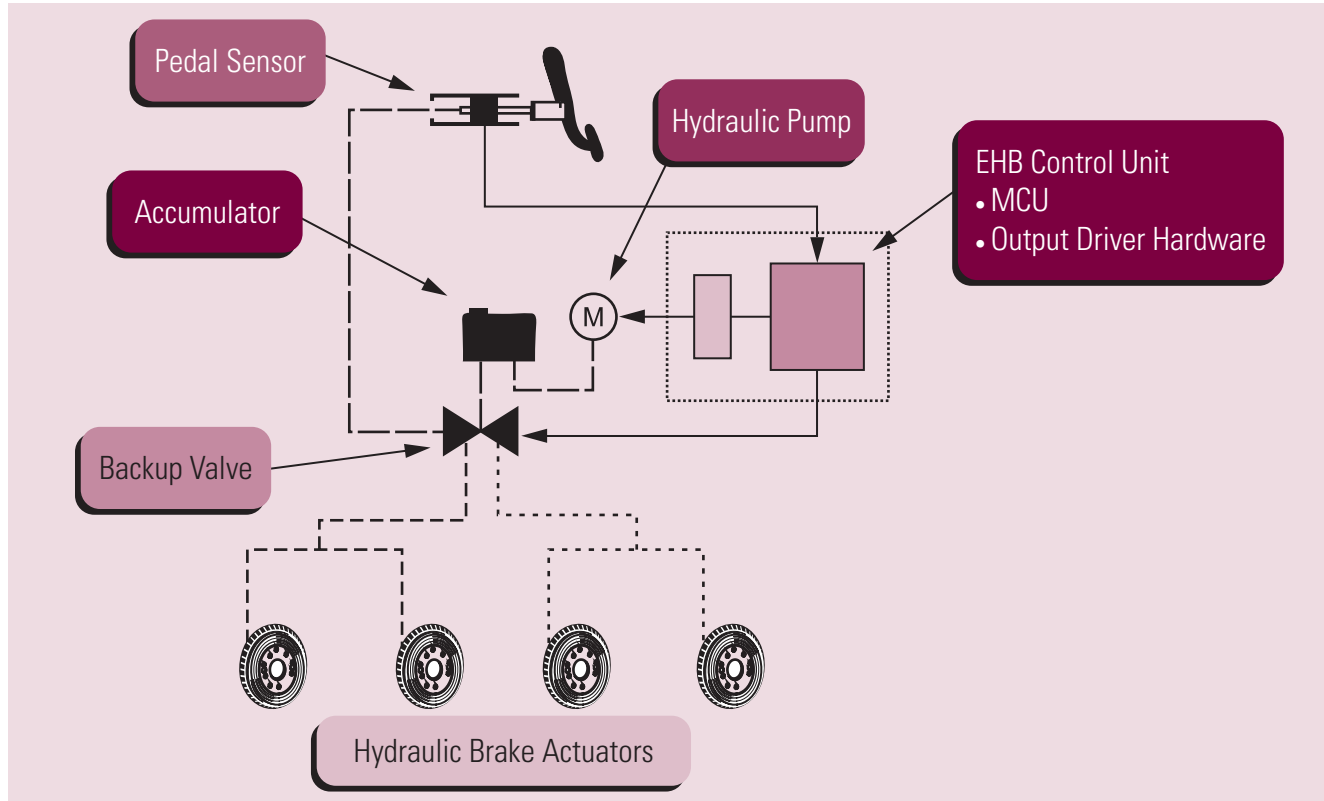 Pedal Sensor
Hydraulic Pump
EHB Control Unit
• MCU
• Output Driver Hardware
Accumulator
M
Backup Valve
Hydraulic Brake Actuators